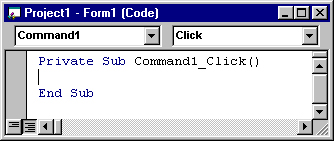 Project1 - Form1 (Code)
Command1 Click
Private Sub Command1_Click()
End Sub